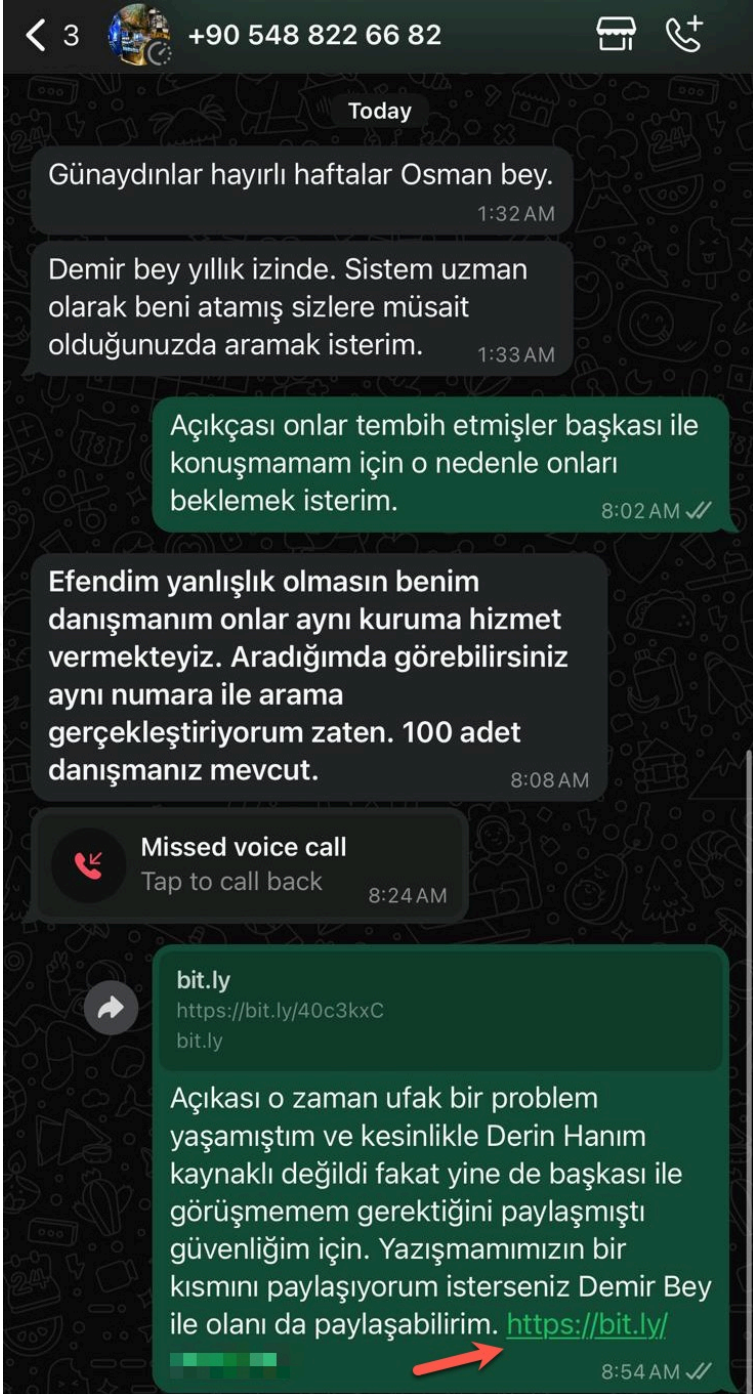 3
+90 548 822 66 82
Today
Günaydınlar hayırlı haftalar Osman bey.
1:32 AM
Demir bey yıllık izinde. Sistem uzman
olarak beni atamış sizlere müsait
olduğunuzda aramak isterim.
1:33 AM
Açıkçası onlar tembih etmişler başkası ile
konuşmamam için o nedenle onları
beklemek isterim.
8:02 AM
Efendim yanlışlık olmasın benim
danışmanım onlar aynı kuruma hizmet
vermekteyiz. Aradığımda görebilirsiniz
aynı numara ile arama
gerçekleştiriyorum zaten. 100 adet
danışmanız mevcut.
8:08 AM
Missed voice call
Tap to call back
8:24 AM
bit.ly
https://bit.ly/40c3kxC
bit.ly
Açıkası o zaman ufak bir problem
yaşamıştım ve kesinlikle Derin Hanım
kaynaklı değildi fakat yine de başkası ile
görüşmemem gerektiğini paylaşmıştı
güvenliğim için. Yazışmamımızın bir
kısmını paylaşıyorum isterseniz Demir Bey
ile olanı da paylaşabilirim. https://bit.ly/
8:54 AM